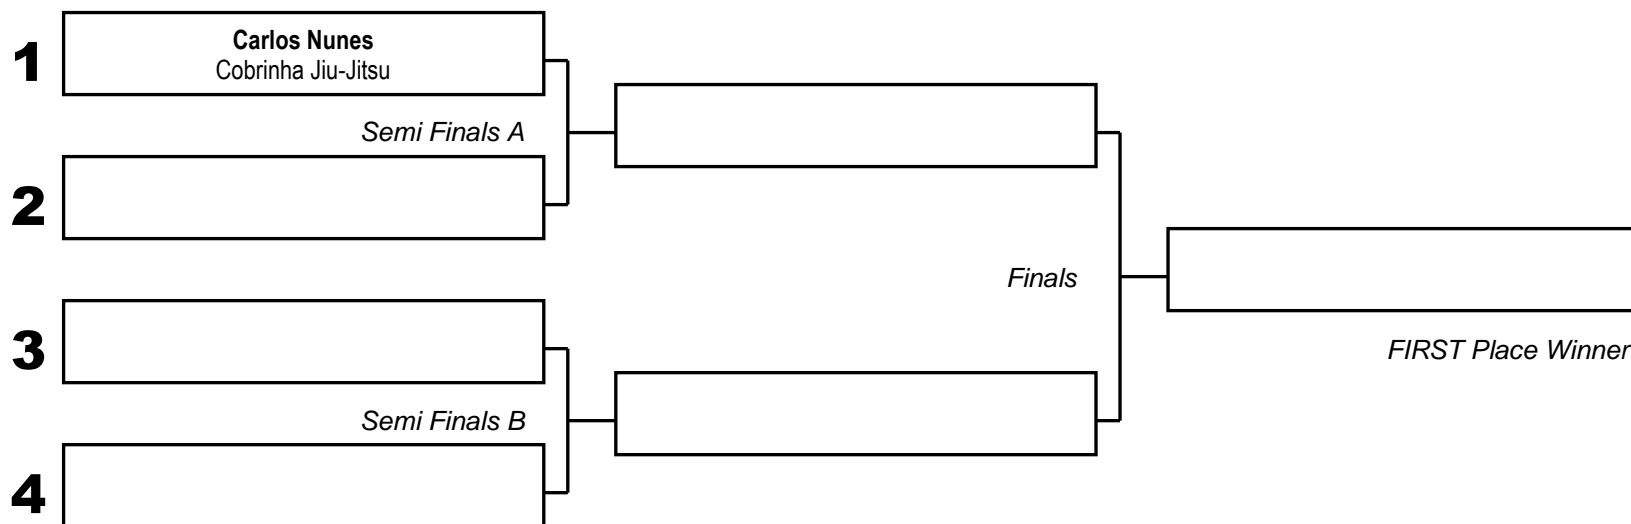 1
Carlos Nunes
Cobrinha Jiu-Jitsu
Semi Finals A
2
Finals
3
FIRST Place Winner
Semi Finals B
4